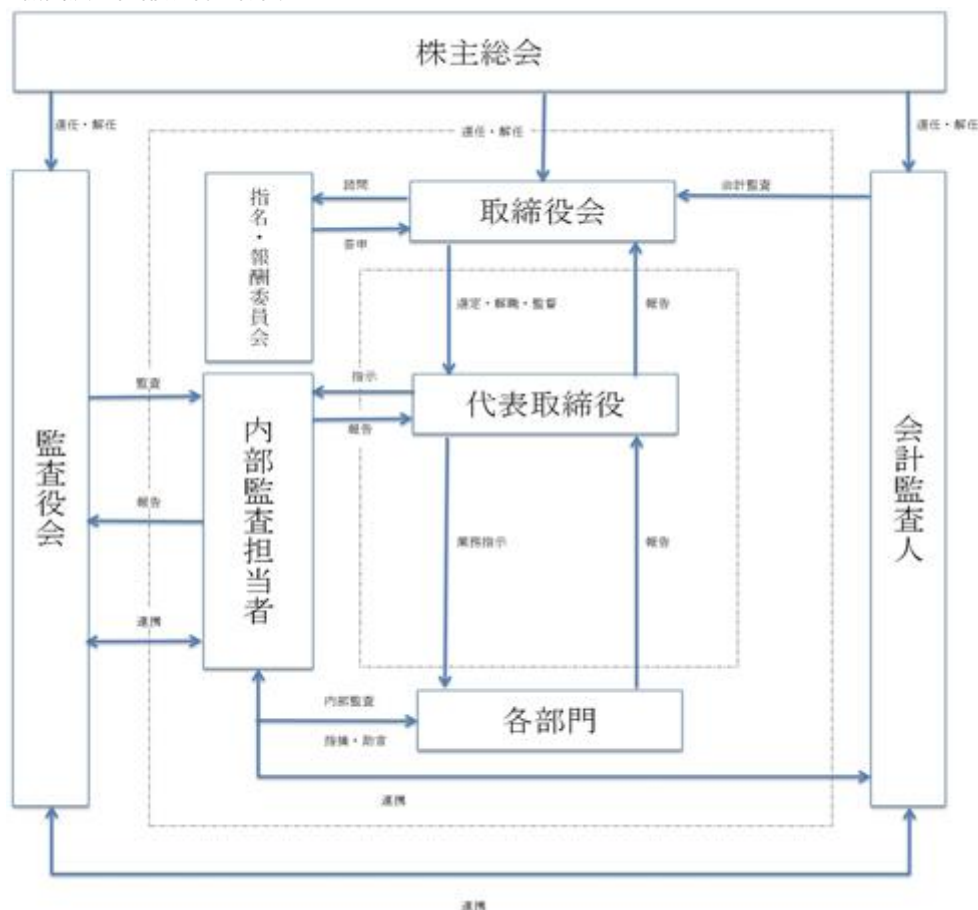 株主総会
選任・解任
選任・解任
選任・解任
指名・報酬委員会
諮問
答申
取締役会
会計監査
選定・解職・監督
報告
監査役会
監査
報告
連携
内部監査担当者
指示
報告
代表取締役
会計監査人
業務指示
報告
内部監査
指摘・助言
各部門
連携
連携